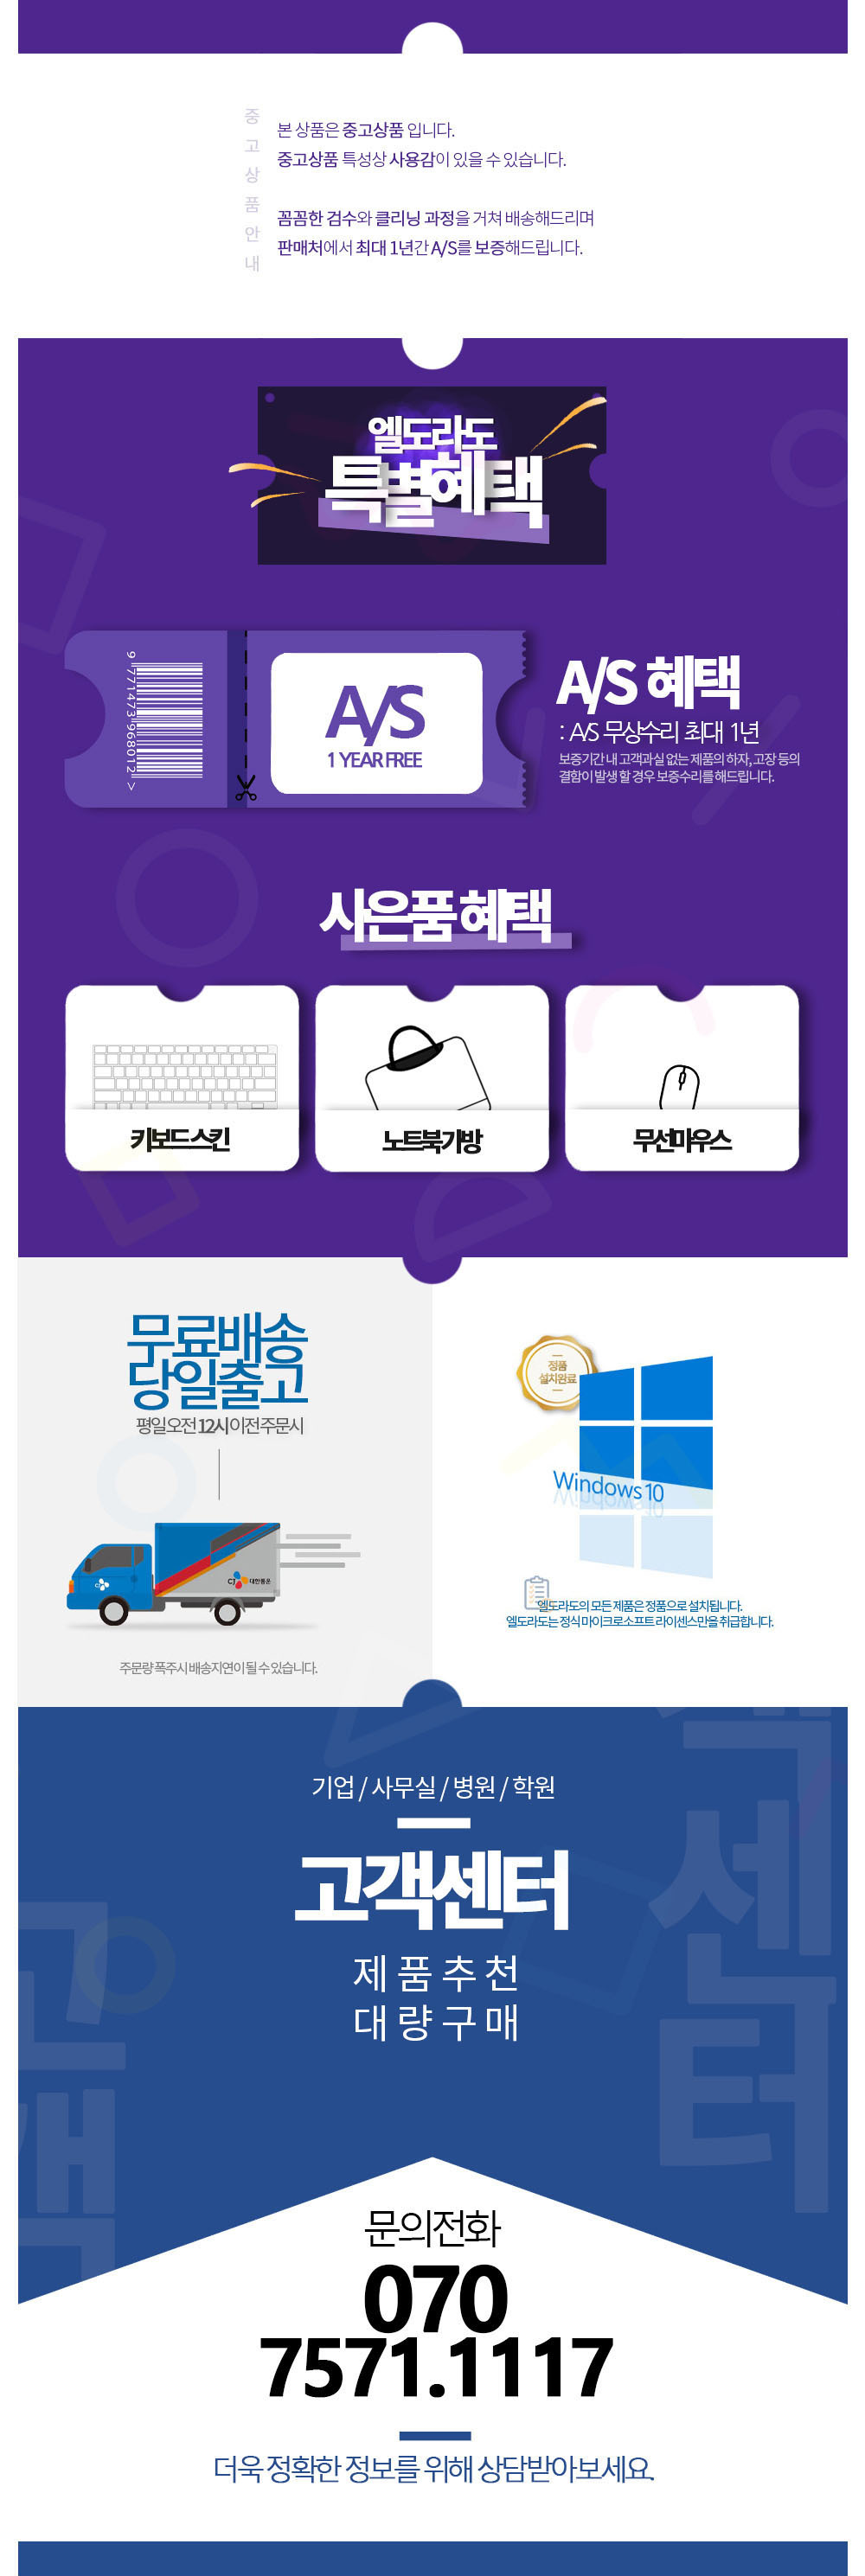 중고상품안내
본 상품은 중고상품 입니다.
중고상품 특성상 사용감이 있을 수 있습니다.
꼼꼼한 검수와 클리닝 과정을 거쳐 배송해드리며
판매처에서 최대 1년간 A/S를 보증해드립니다.
엘도라도
특별혜택
9 771473 968012 >
A/S
1 YEAR FREE
A/S 혜택
: A/S 무상수리 최대 1년
보증기간 내 고객과실 없는 제품의 하자, 고장 등의
결함이 발생 할 경우 보증수리를 해드립니다.
사은품 혜택
키보드 스킨
노트북가방
무선마우스
무료배송
당일출고
평일 오전 12시 이전 주문시
CJ 대한통운
주문량 폭주시 배송지연이 될 수 있습니다.
정품
설치완료
Windows 10
엘도라도의 모든 제품은 정품으로 설치됩니다.
엘도라도는 정식 마이크로소프트 라이센스만을 취급합니다.
기업 / 사무실 / 병원 / 학원
고객센터
제품추천
대량구매
고객
객센터
문의전화
070
7571.1117
더욱 정확한 정보를 위해 상담받아보세요.